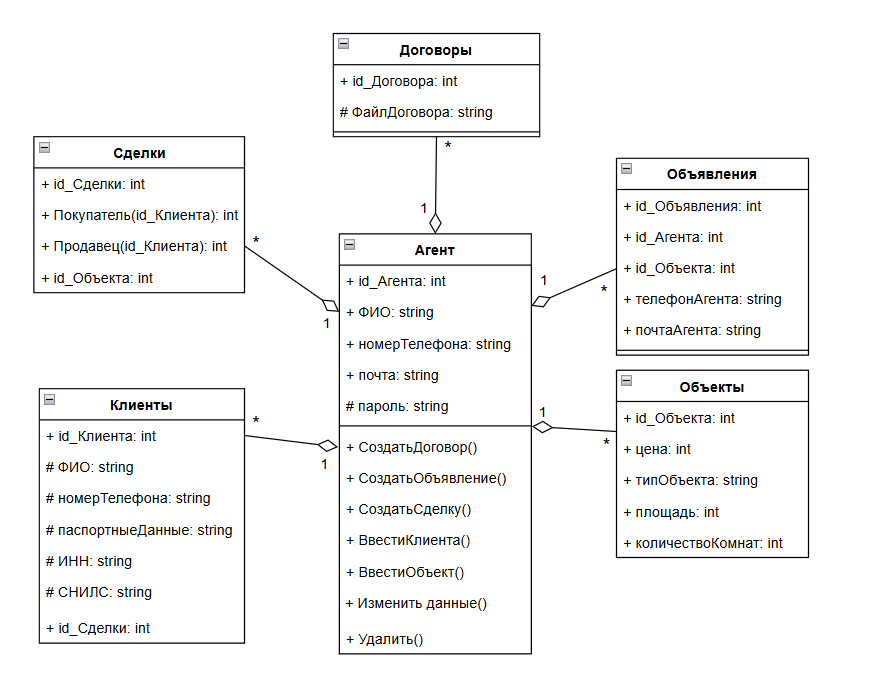 Договоры
+ id_Договора: int
# ФайлДоговора: string
*
1
Сделки
+ id_Сделки: int
+ Покупатель(id_Клиента): int
+ Продавец(id_Клиента): int
+ id_Объекта: int
*
1
Объявления
+ id_Объявления: int
+ id_Агента: int
+ id_Объекта: int
+ телефонАгента: string
+ почтаАгента: string
1
*
Агент
+ id_Агента: int
+ ФИО: string
+ номерТелефона: string
+ почта: string
# пароль: string
+ СоздатьДоговор()
+ СоздатьОбъявление()
+ СоздатьСделку()
+ ВвестиКлиента()
+ ВвестиОбъект()
+ Изменить данные()
+ Удалить()
Клиенты
+ id_Клиента: int
# ФИО: string
# номерТелефона: string
# паспортныеДанные: string
# ИНН: string
# СНИЛС: string
+ id_Сделки: int
*
1
Объекты
+ id_Объекта: int
+ цена: int
+ типОбъекта: string
+ площадь: int
+ количествоКомнат: int
1
*